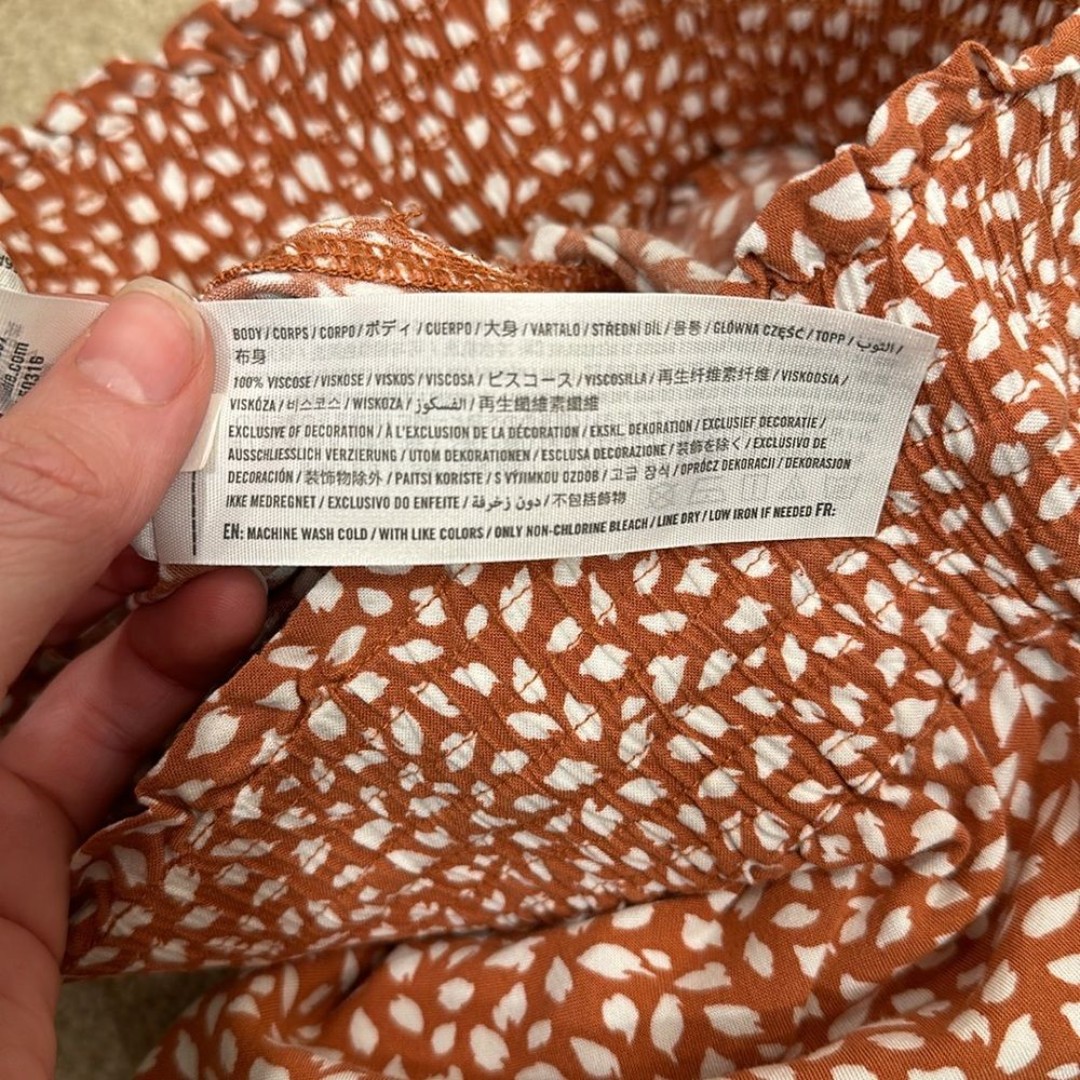 BODY / CORPS / CORPO / ボディ / CUERPO / 大身 / VARTALO / STŘEDNÍ DÍL / 몸통 / GŁÓWNA CZĘŚĆ / TOPP / التوب /
布身
100% VISCOSE / VISKOSE / VISKOS / VISCOSA / ビスコース / VISCOSILLA / 再生纤维素纤维 / VISKOOSIA /
VISKÓZA / 비스코스 / WISKOZA / الفسكوز / 再生纖維素纖維
EXCLUSIVE OF DECORATION / À L'EXCLUSION DE LA DÉCORATION / EKSKL. DEKORATION / EXCLUSIEF DECORATIE /
AUSSCHLIESSLICH VERZIERUNG / UTOM DEKORATIONEN / ESCLUSA DECORAZIONE / 装飾を除く / EXCLUSIVO DE
DECORACIÓN / 装饰物除外 / PAITSI KORISTE / S VÝJIMKOU OZDOB / 고급 장식 / OPRÓCZ DEKORACJI / DEKORASJON
IKKE MEDREGNET / EXCLUSIVO DO ENFEITE / دون زخرفة / 不包括飾物
EN: MACHINE WASH COLD / WITH LIKE COLORS / ONLY NON-CHLORINE BLEACH / LINE DRY / LOW IRON IF NEEDED FR: